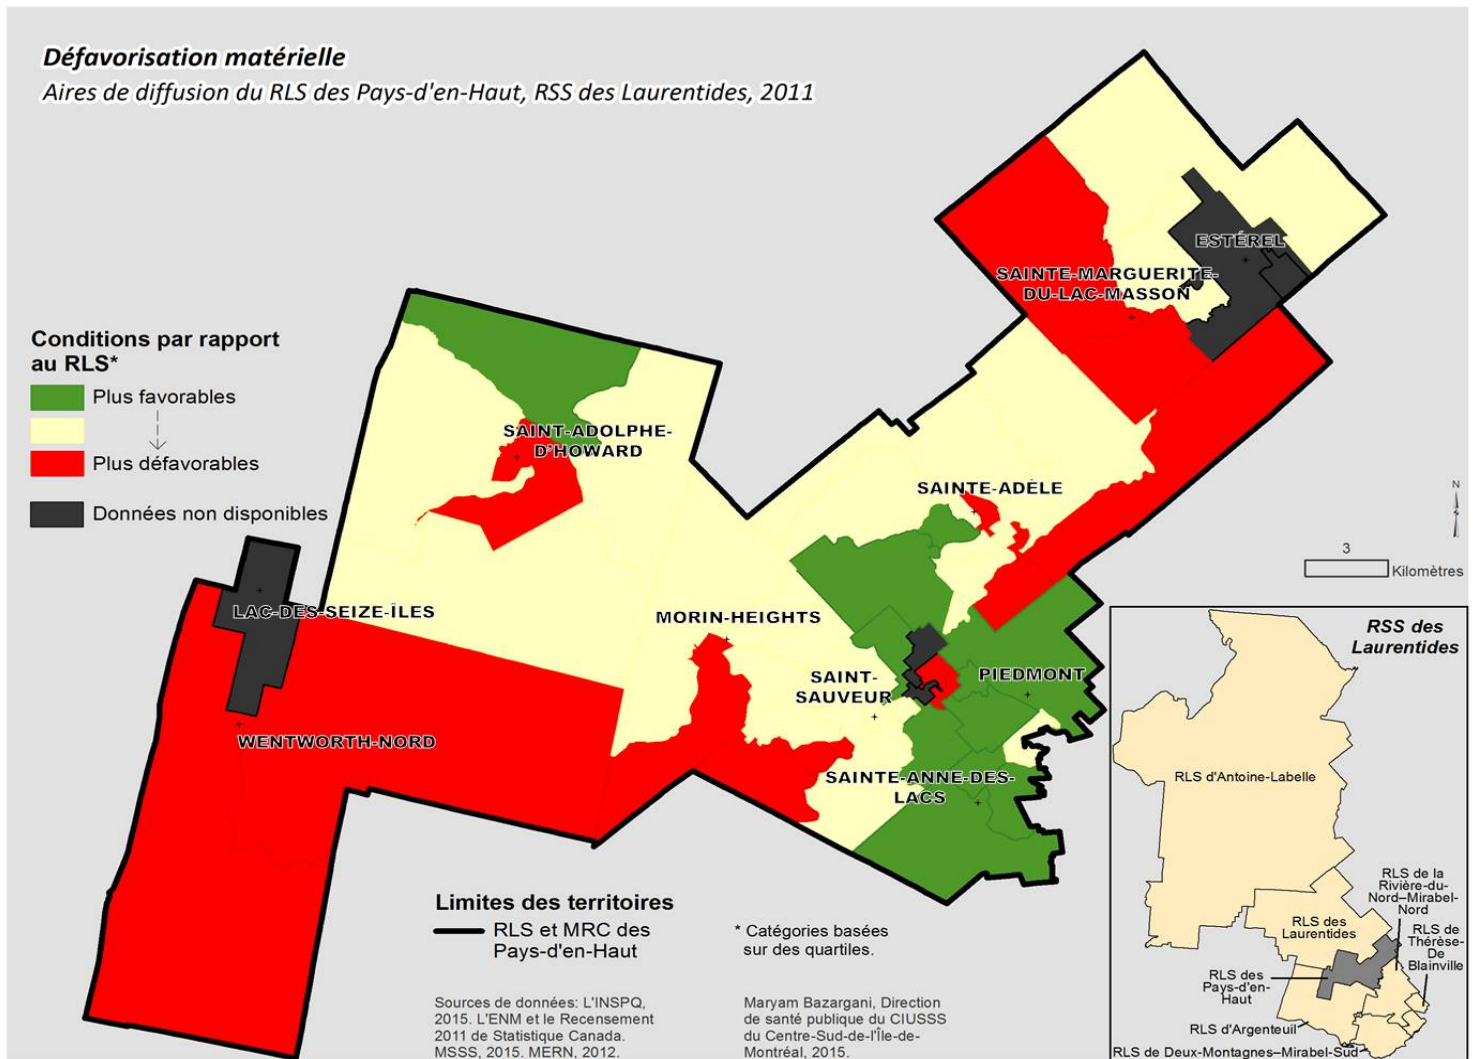 Défavorisation matérielle
Aires de diffusion du RLS des Pays-d'en-Haut, RSS des Laurentides, 2011
Conditions par rapport
au RLS*
Plus favorables
Plus défavorables
Données non disponibles
ESTÉREL
SAINTE-MARGUERITE-
DU-LAC-MASSON
SAINT-ADOLPHE-
D'HOWARD
SAINTE-ADÈLE
LAC-DES-SEIZE-ÎLES
MORIN-HEIGHTS
SAINT-
SAUVEUR
PIEDMONT
WENTWORTH-NORD
SAINTE-ANNE-DES-
LACS
N
3
Kilomètres
Limites des territoires
RLS et MRC des
Pays-d'en-Haut
* Catégories basées
sur des quartiles.
Sources de données: L'INSPQ,
2015. L'ENM et le Recensement
2011 de Statistique Canada.
MSSS, 2015. MERN, 2012.
Maryam Bazargani, Direction
de santé publique du CIUSSS
du Centre-Sud-de-l'Île-de-
Montréal, 2015.
RSS des
Laurentides
RLS d'Antoine-Labelle
RLS de la
Rivière-du-
Nord–Mirabel-
Nord
RLS des
Laurentides
RLS de
Thérèse-
De
Blainville
RLS des
Pays-d'en-
Haut
RLS d'Argenteuil
RLS de Deux-Montagnes–Mirabel-Sud